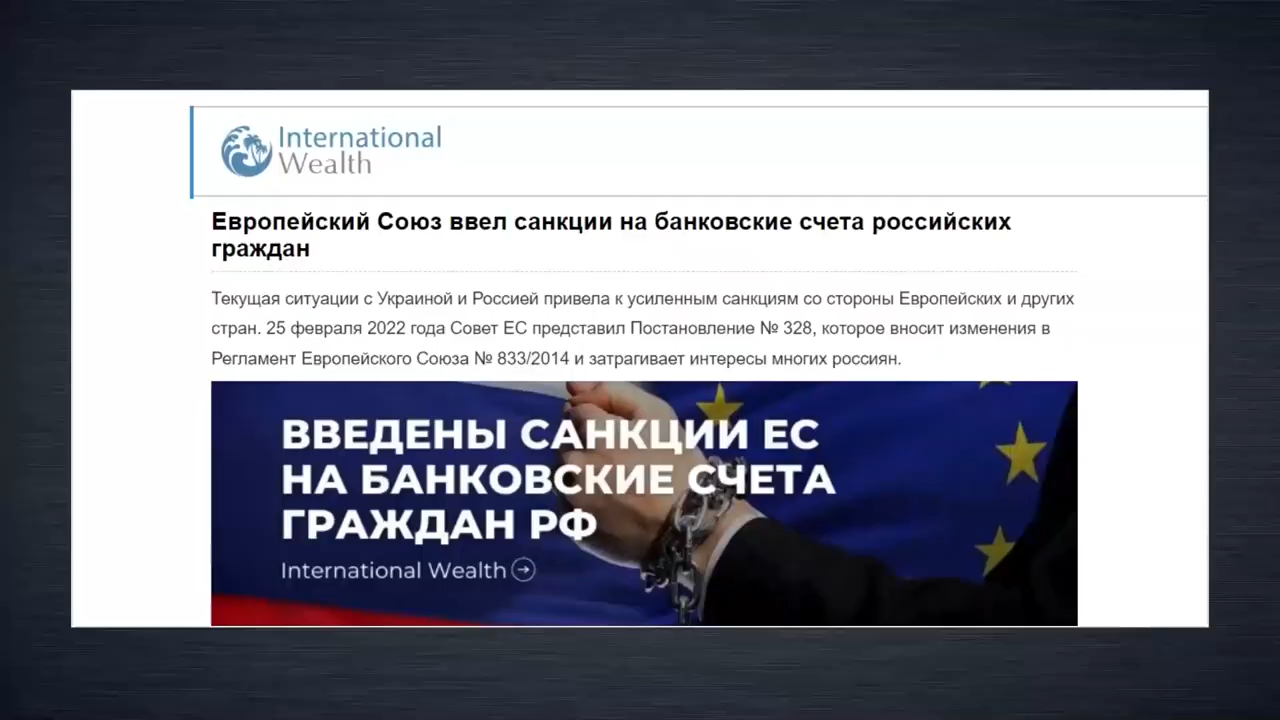 International
Wealth
Европейский Союз ввел санкции на банковские счета российских
граждан
Текущая ситуации с Украиной и Россией привела к усиленным санкциям со стороны Европейских и других
стран. 25 февраля 2022 года Совет ЕС представил Постановление № 328, которое вносит изменения в
Регламент Европейского Союза № 833/2014 и затрагивает интересы многих россиян.
ВВЕДЕНЫ САНКЦИИ ЕС
НА БАНКОВСКИЕ СЧЕТА
ГРАЖДАН РФ
International Wealth